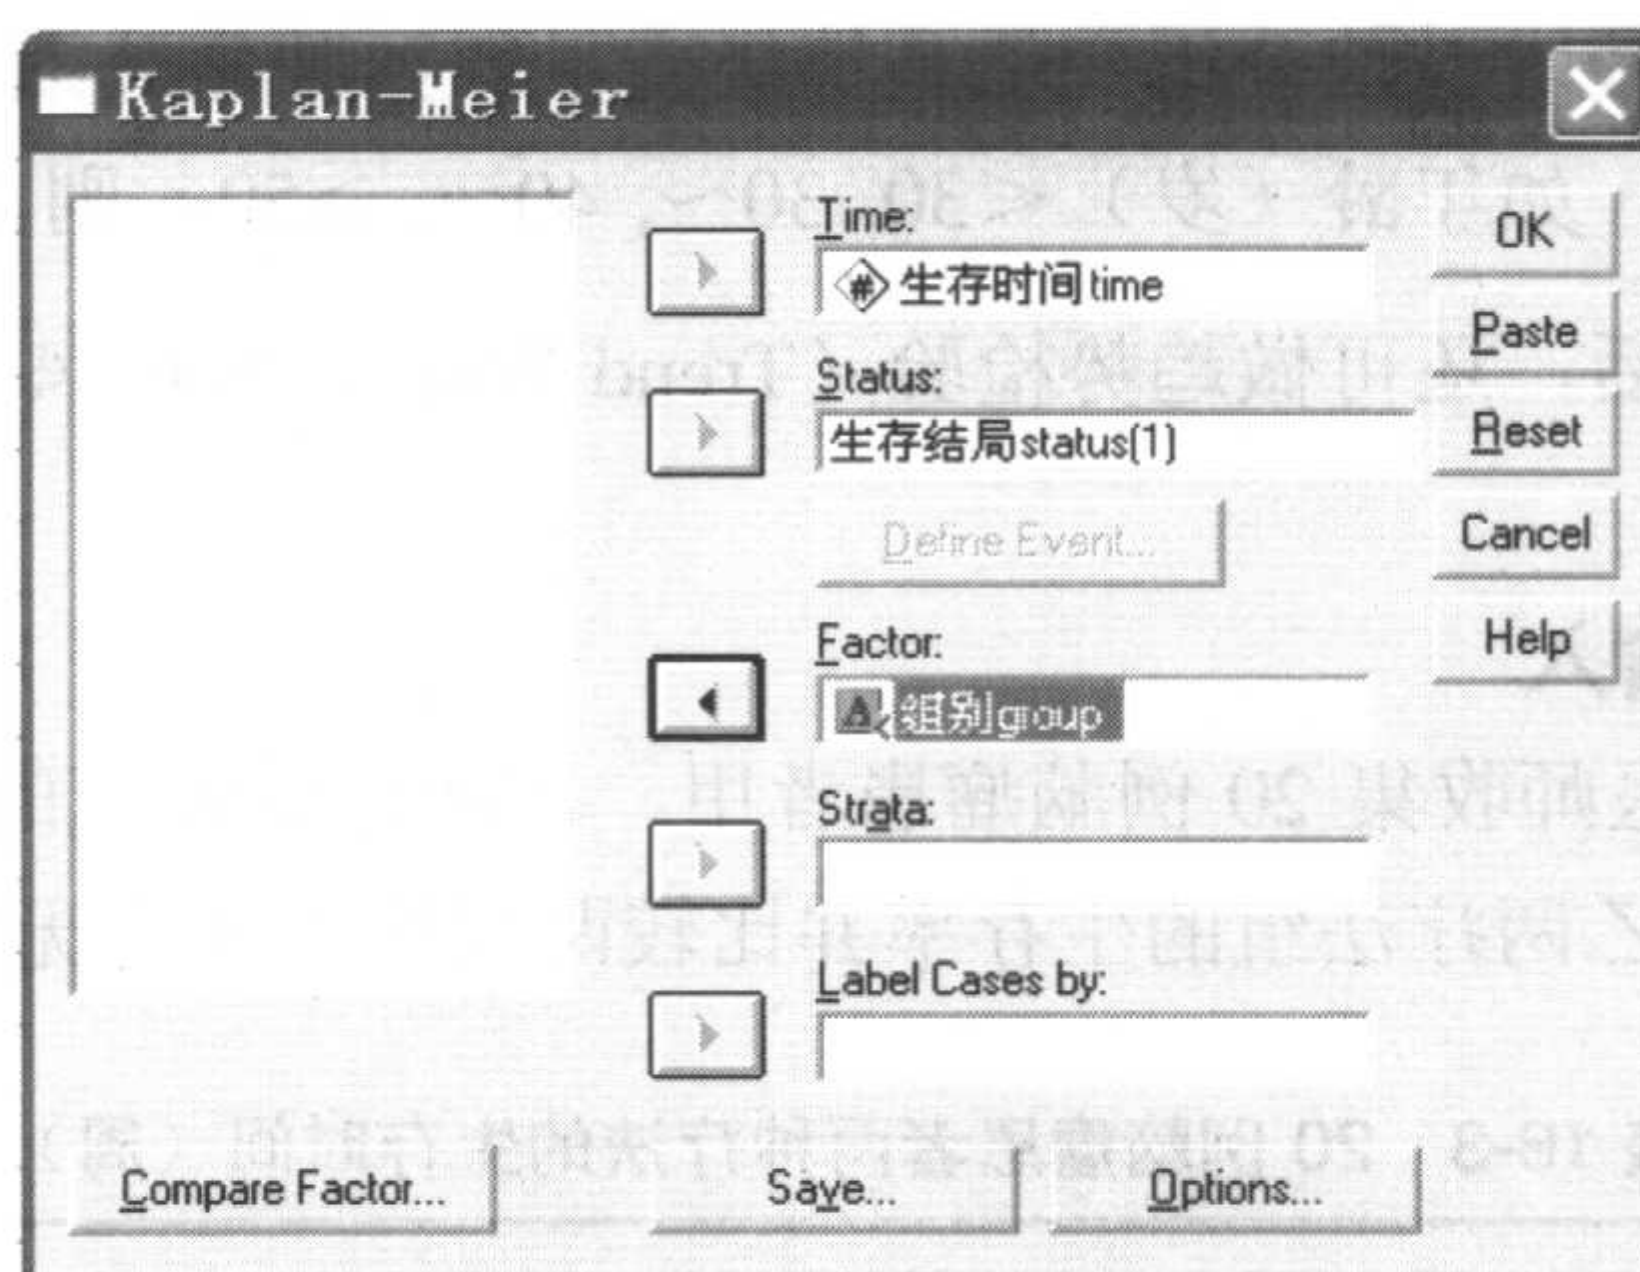 Kaplan-Meier
Time:
生存时间time
OK
Paste
Status:
生存结局status(1)
Reset
Define Event...
Cancel
Factor:
组别group
Help
Strata:
Label Cases by:
Compare Factor...
Save...
Options...